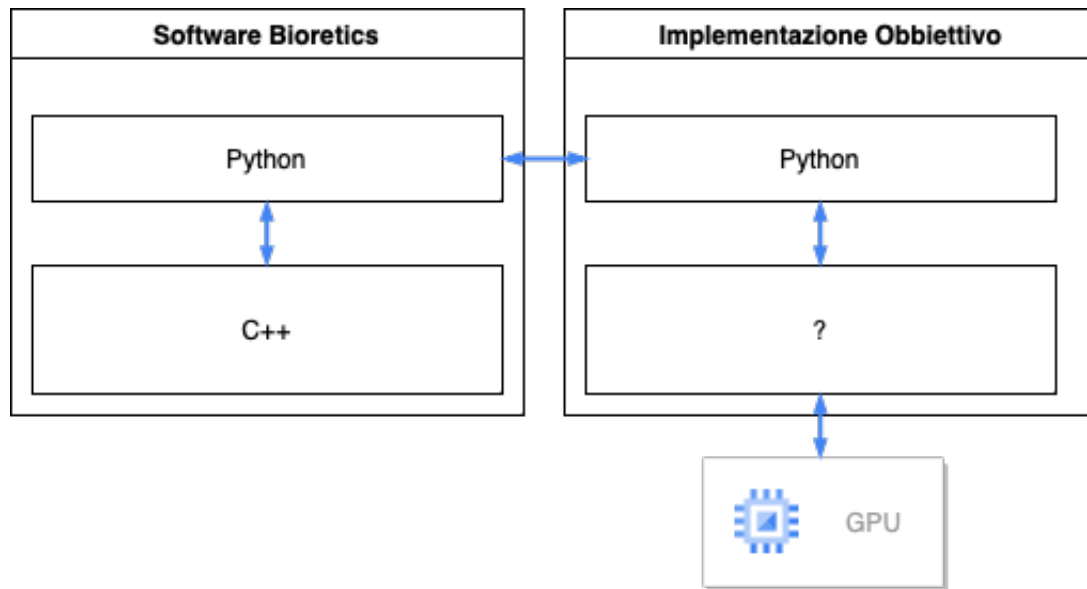 Software Bioretics
Implementazione Obbiettivo
Python
Python
C++
?
GPU